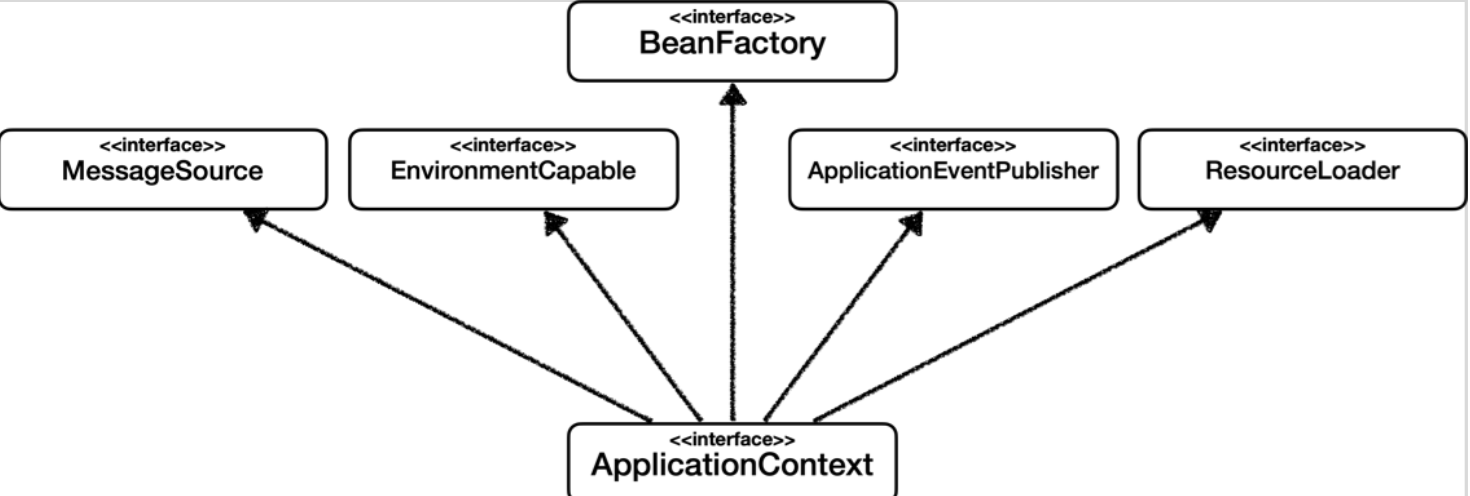 <<interface>>
BeanFactory
<<interface>>
MessageSource
<<interface>>
EnvironmentCapable
<<interface>>
ApplicationEventPublisher
<<interface>>
ResourceLoader
<<interface>>
ApplicationContext